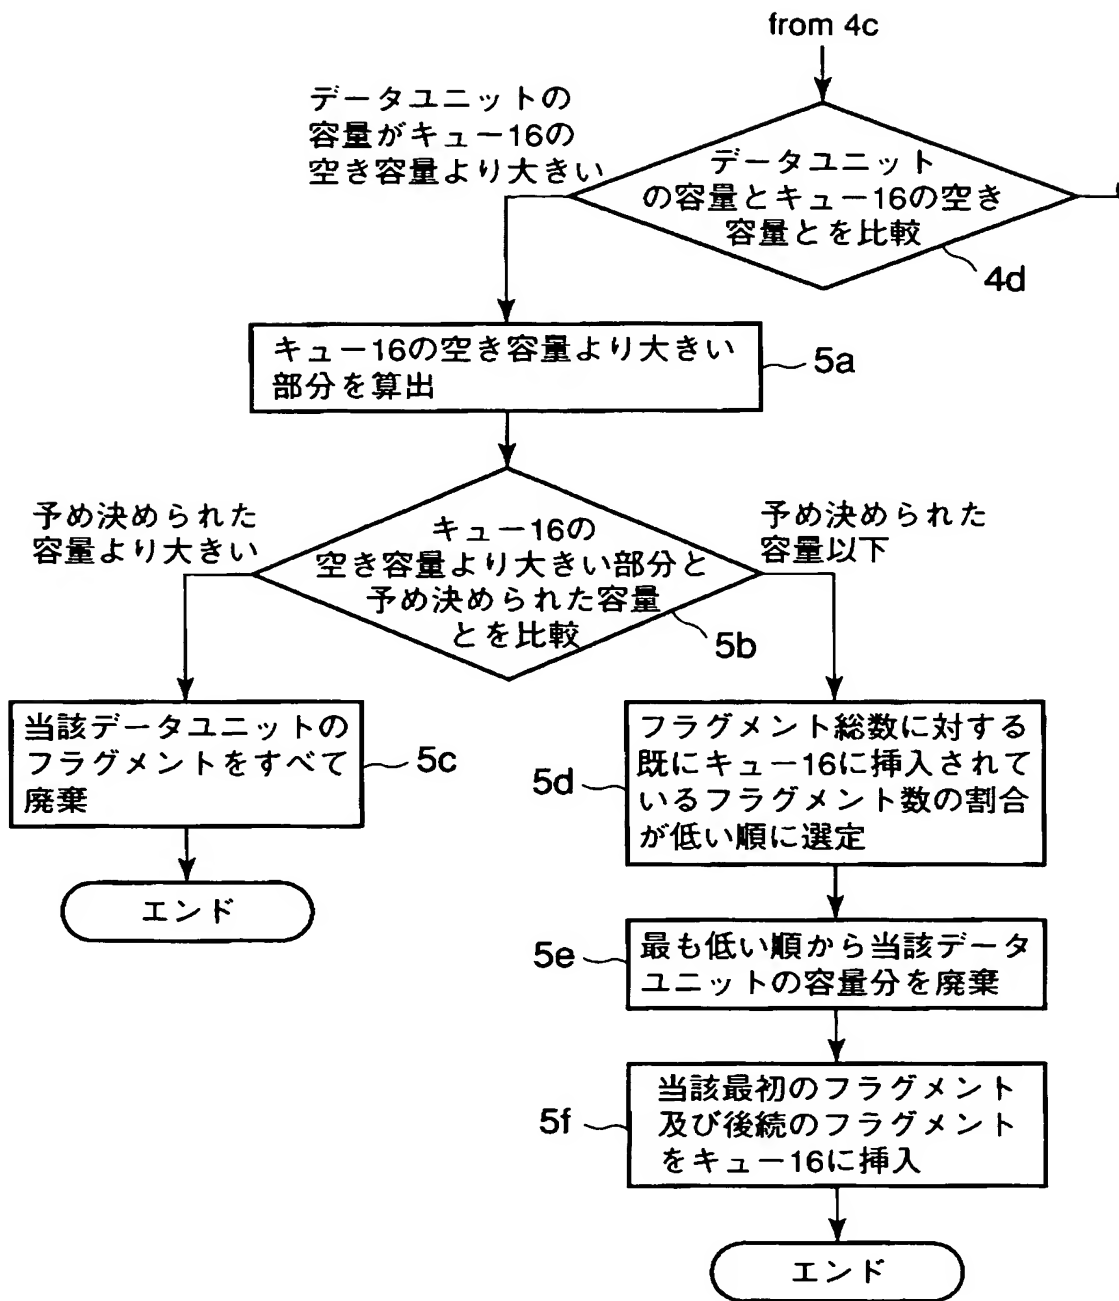 from 4c
データユニットの
容量がキュー16の
空き容量より大きい
データユニット
の容量とキュー16の空き
容量とを比較
4d
キュー16の空き容量より大きい
部分を算出
5a
予め決められた
容量より大きい
キュー16の
空き容量より大きい部分と
予め決められた容量
とを比較
5b
予め決められた
容量以下
当該データユニットの
フラグメントをすべて
廃棄
5c
エンド
フラグメント総数に対する
既にキュー16に挿入されて
いるフラグメント数の割合
が低い順に選定
5d
最も低い順から当該データ
ユニットの容量分を廃棄
5e
当該最初のフラグメント
及び後続のフラグメント
をキュー16に挿入
5f
エンド